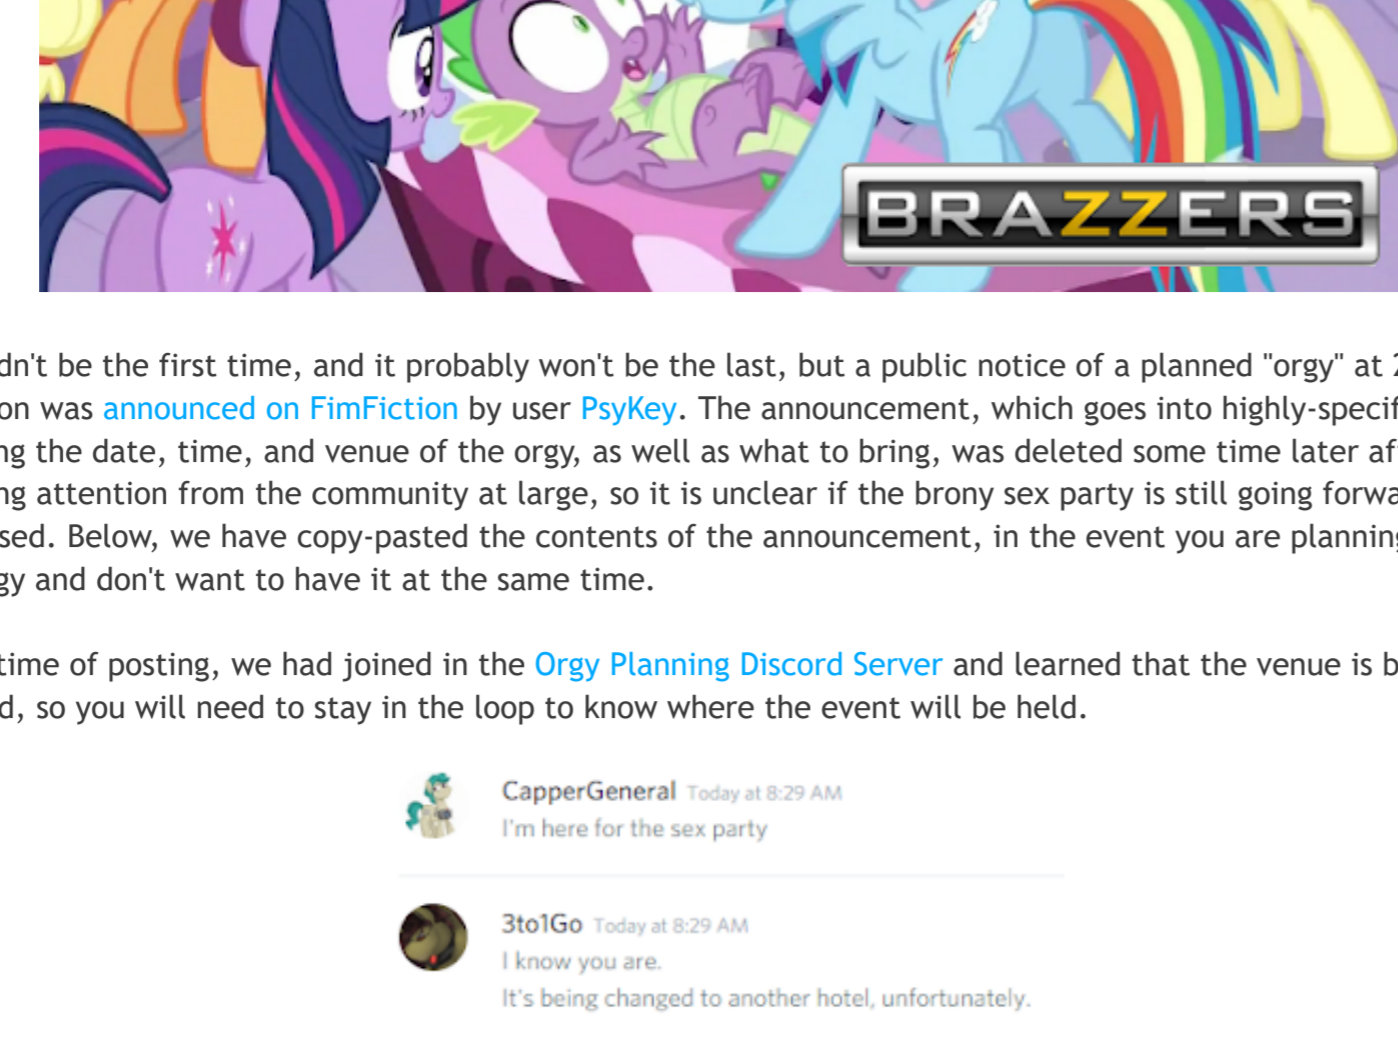 BRAZZERS
dn't be the first time, and it probably won't be the last, but a public notice of a planned "orgy" at
on was announced on FimFiction by user PsyKey. The announcement, which goes into highly-specif
ng the date, time, and venue of the orgy, as well as what to bring, was deleted some time later af
ng attention from the community at large, so it is unclear if the brony sex party is still going forwa
sed. Below, we have copy-pasted the contents of the announcement, in the event you are planning
gy and don't want to have it at the same time.
time of posting, we had joined in the Orgy Planning Discord Server and learned that the venue is b
d, so you will need to stay in the loop to know where the event will be held.
CapperGeneral Today at 8:29 AM
I'm here for the sex party
3to1Go Today at 8:29 AM
I know you are.
It's being changed to another hotel, unfortunately.